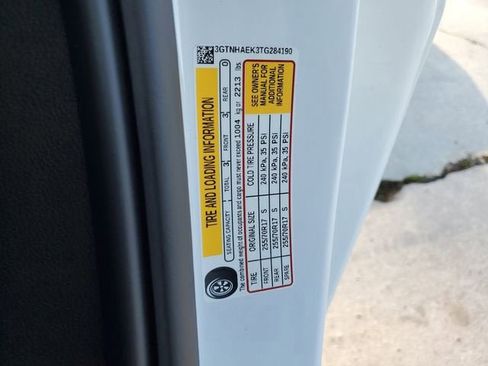 3GTNHAEK3TG284190
TIRE AND LOADING INFORMATION
SEATING CAPACITY | TOTAL 3 | FRONT 3 | REAR 0
The combined weight of occupants and cargo must never exceed 1004 kg or 2213 lbs.
TIRE ORIGINAL SIZE COLD TIRE PRESSURE
FRONT 255/70R17 S 240 kPa, 35 PSI
REAR 255/70R17 S 240 kPa, 35 PSI
SPARE 255/70R17 S 240 kPa, 35 PSI
SEE OWNER'S
MANUAL FOR
ADDITIONAL
INFORMATION